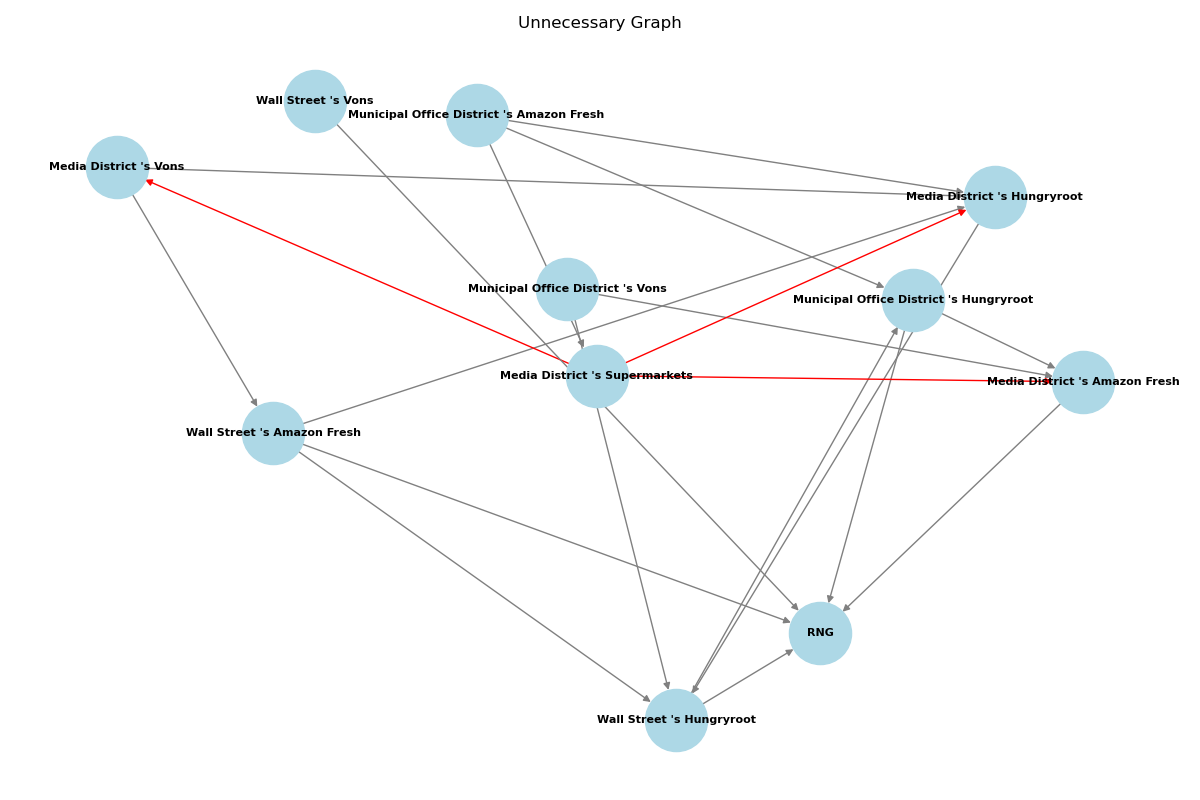 Unnecessary Graph
Wall Street 's Vons
Municipal Office District 's Amazon Fresh
Media District 's Vons
Media District 's Hungryroot
Municipal Office District 's Vons
Municipal Office District 's Hungryroot
Media District 's Supermarkets
Media District 's Amazon Fresh
Wall Street 's Amazon Fresh
RNG
Wall Street 's Hungryroot